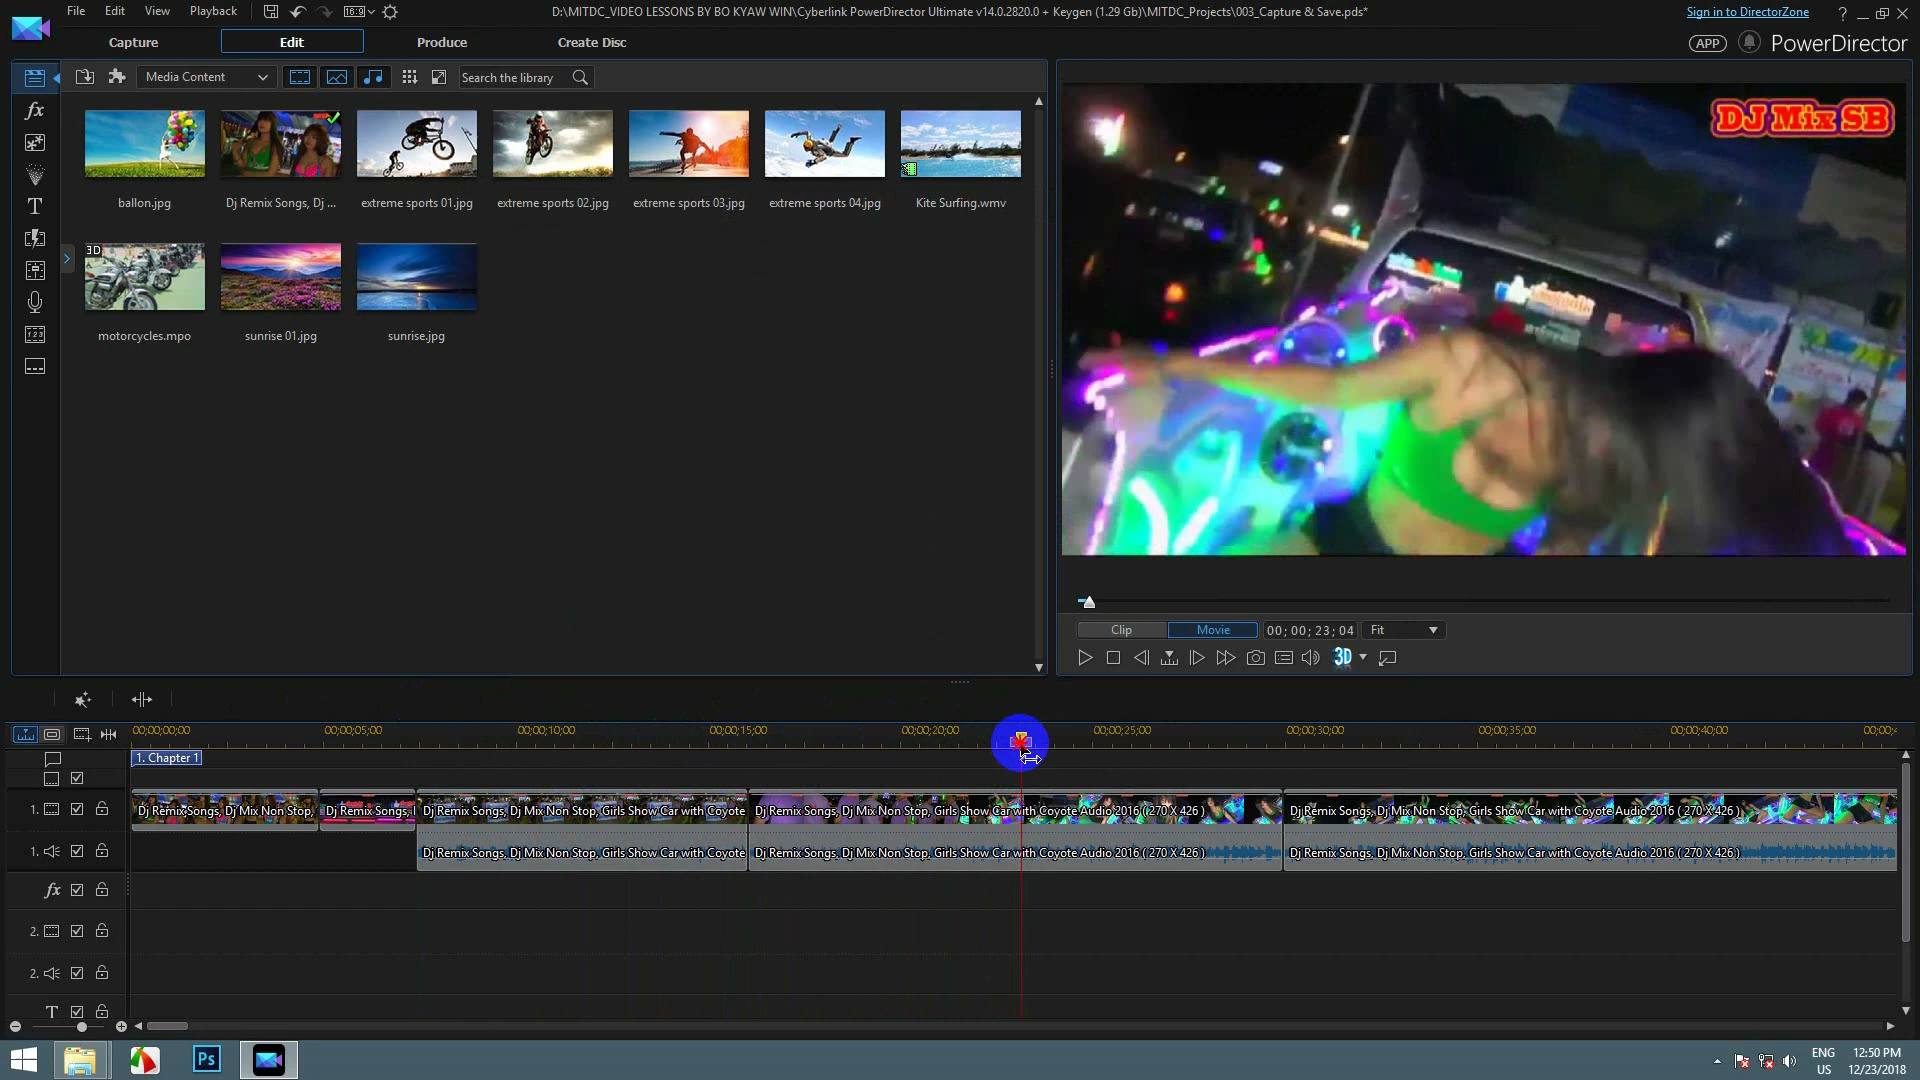 File Edit View Playback 16:9
D:\MITDC_VIDEO LESSONS BY BO KYAW WIN\Cyberlink PowerDirector Ultimate v14.0.2820.0 + Keygen (1.29 Gb)\MITDC_Projects\003_Capture & Save.pds*
Sign in to DirectorZone ?
Capture Edit Produce Create Disc
APP PowerDirector
Media Content Search the library
DJ Mix SB
ballon.jpg Dj Remix Songs, Dj ... extreme sports 01.jpg extreme sports 02.jpg extreme sports 03.jpg extreme sports 04.jpg Kite Surfing.wmv
3D
motorcycles.mpo sunrise 01.jpg sunrise.jpg
Clip Movie 00; 00; 23; 04 Fit
3D
00;00;00;00 00;00;05;00 00;00;10;00 00;00;15;00 00;00;20;00 00;00;25;00 00;00;30;00 00;00;35;00 00;00;40;00
1. Chapter 1
1. Dj Remix Songs, Dj Mix Non Stop, Dj Remix Songs, Dj Remix Songs, Dj Mix Non Stop, Girls Show Car with Coyote Dj Remix Songs, Dj Mix Non Stop, Girls Show Car with Coyote Audio 2016 ( 270 X 426 ) Dj Remix Songs, Dj Mix Non Stop, Girls Show Car with Coyote Audio 2016 ( 270 X 426 )
1. Dj Remix Songs, Dj Mix Non Stop, Girls Show Car with Coyote Dj Remix Songs, Dj Mix Non Stop, Girls Show Car with Coyote Audio 2016 ( 270 X 426 ) Dj Remix Songs, Dj Mix Non Stop, Girls Show Car with Coyote Audio 2016 ( 270 X 426 )
fx
2.
2.
T
Ps
ENG 12:50 PM
US 12/23/2018